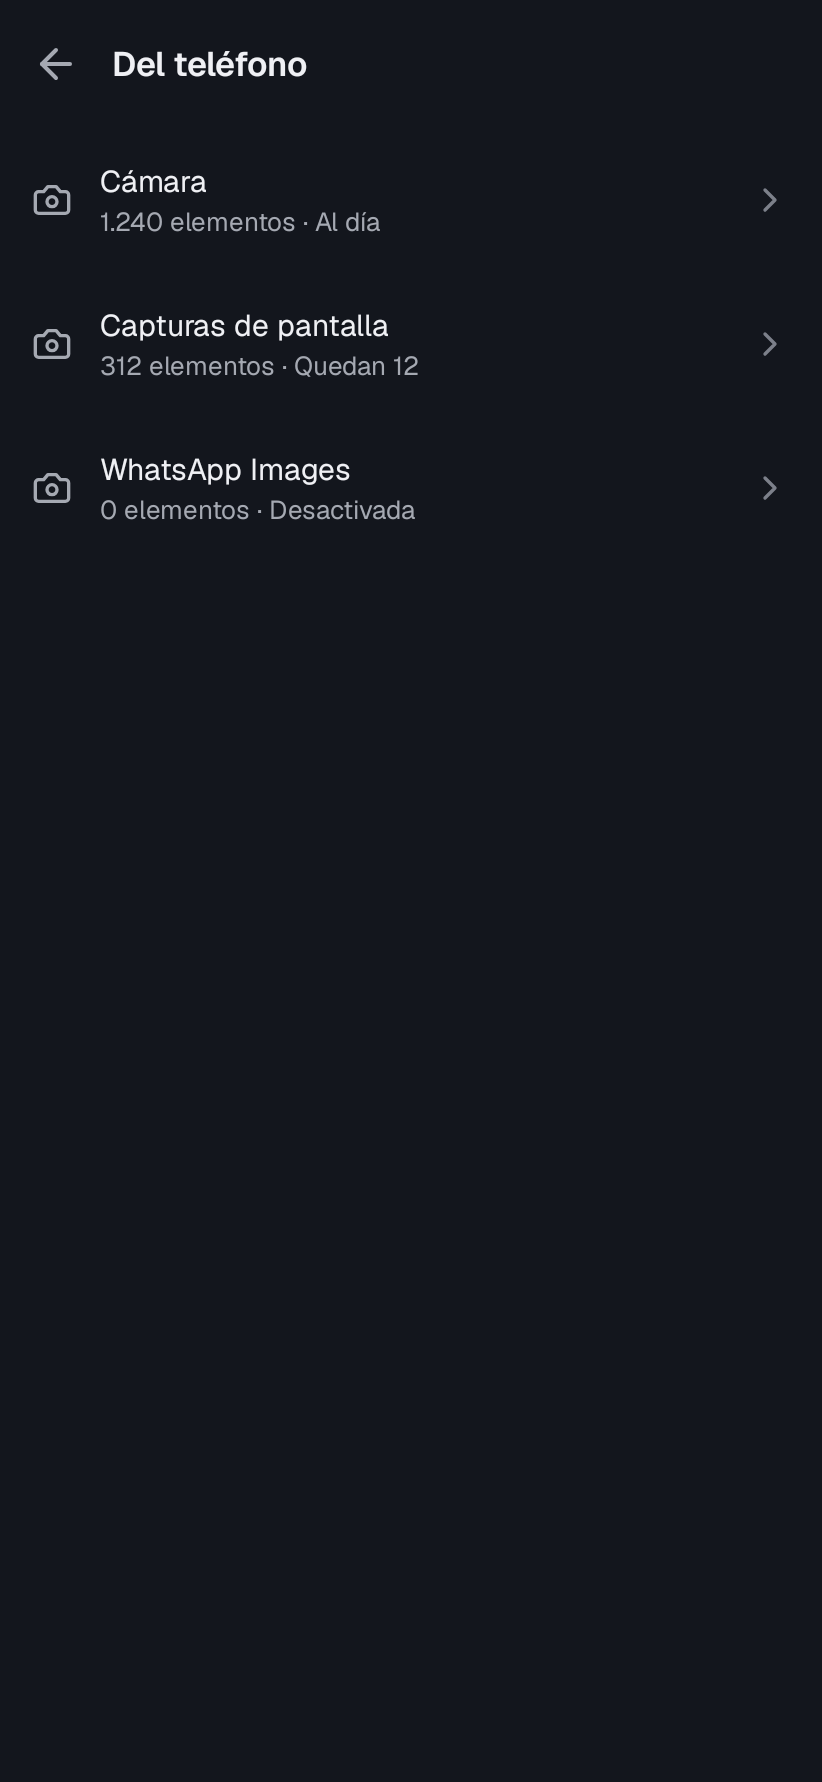 Del teléfono
Cámara
1.240 elementos · Al día
Capturas de pantalla
312 elementos · Quedan 12
WhatsApp Images
0 elementos · Desactivada